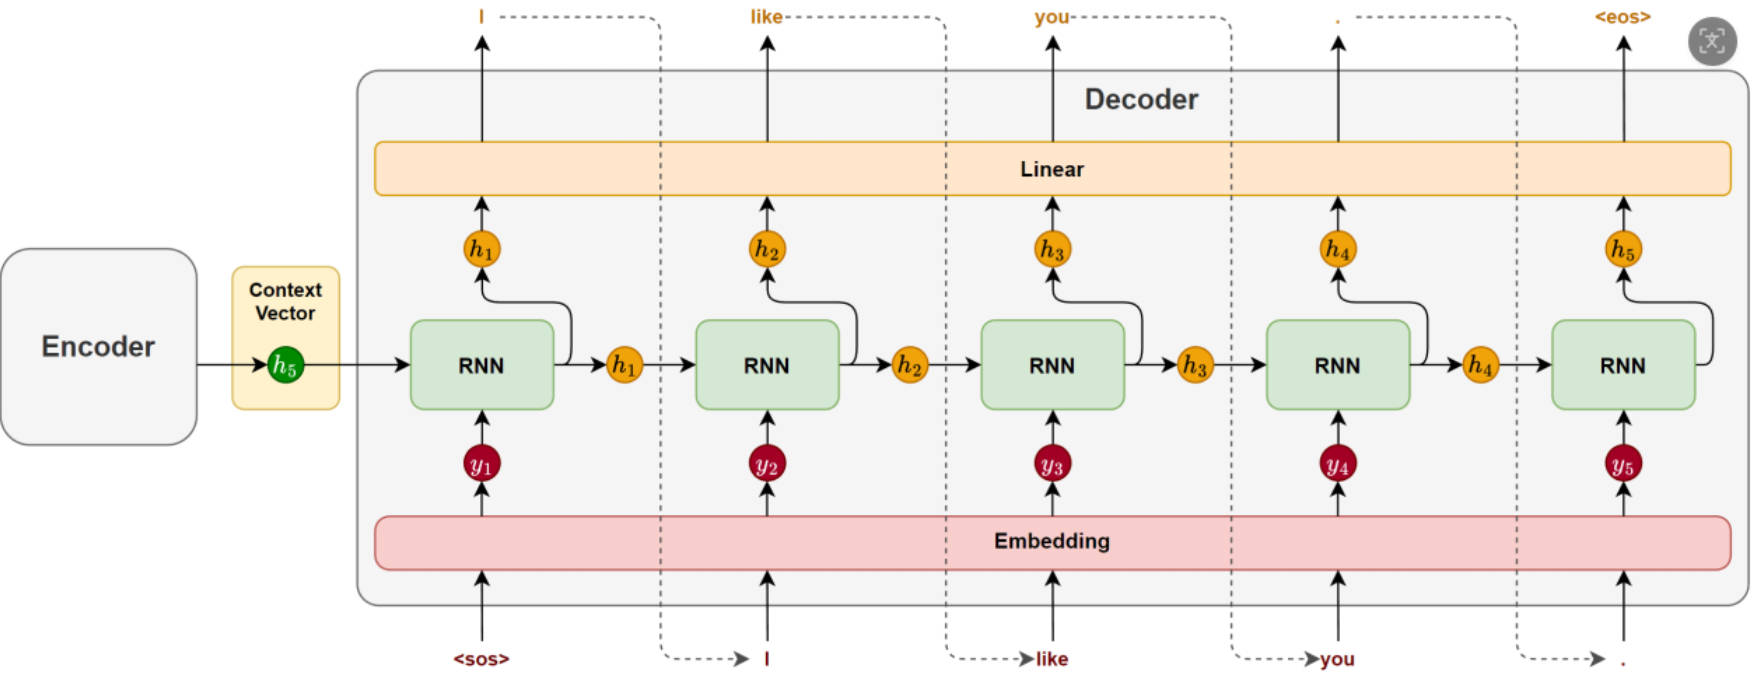 I
like
you
.
<eos>
Decoder
Linear
h₁
h₂
h₃
h₄
h₅
Context
Vector
Encoder
h₅
RNN
h₁
RNN
h₂
RNN
h₃
RNN
h₄
RNN
y₁
y₂
y₃
y₄
y₅
Embedding
<sos>
I
like
you
.